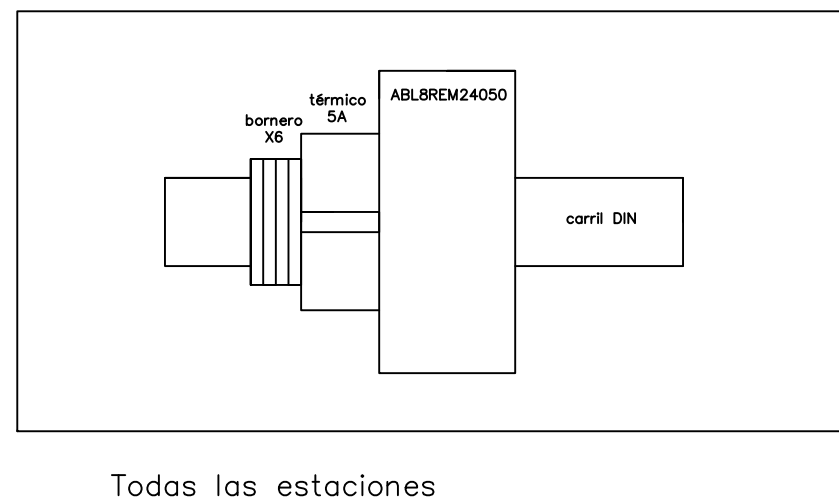 ABL8REM24050
térmico
5A
bornero
X6
carril DIN
Todas las estaciones